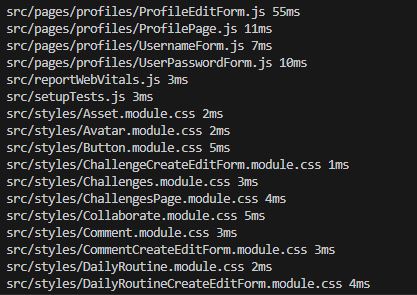 src/pages/profiles/ProfileEditForm.js 55ms
src/pages/profiles/ProfilePage.js 11ms
src/pages/profiles/UsernameForm.js 7ms
src/pages/profiles/UserPasswordForm.js 10ms
src/reportWebVitals.js 3ms
src/setupTests.js 3ms
src/styles/Asset.module.css 2ms
src/styles/Avatar.module.css 2ms
src/styles/Button.module.css 5ms
src/styles/ChallengeCreateEditForm.module.css 1ms
src/styles/Challenges.module.css 3ms
src/styles/ChallengesPage.module.css 4ms
src/styles/Collaborate.module.css 5ms
src/styles/Comment.module.css 3ms
src/styles/CommentCreateEditForm.module.css 3ms
src/styles/DailyRoutine.module.css 2ms
src/styles/DailyRoutineCreateEditForm.module.css 4ms